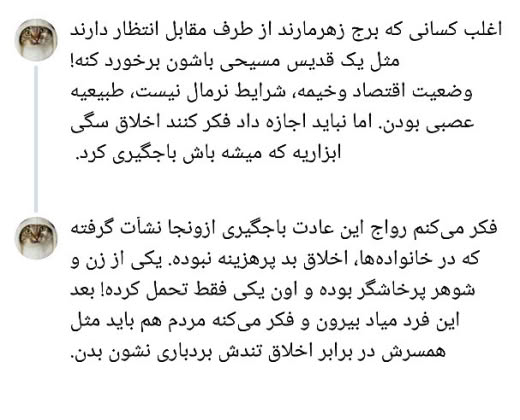 اغلب کسانی که برج زهرمارند از طرف مقابل انتظار دارند
مثل یک قدیس مسیحی باشون برخورد کنه!
وضعیت اقتصاد وخیمه، شرایط نرمال نیست، طبیعیه
عصبی بودن. اما نباید اجازه داد فکر کنند اخلاق سگی
ابزاریه که میشه باش باجگیری کرد.
فکر می‌کنم رواج این عادت باجگیری ازونجا نشأت گرفته
که در خانواده‌ها، اخلاق بد پرهزینه نبوده. یکی از زن و
شوهر پرخاشگر بوده و اون یکی فقط تحمل کرده! بعد
این فرد میاد بیرون و فکر می‌کنه مردم هم باید مثل
همسرش در برابر اخلاق تندش بردباری نشون بدن.